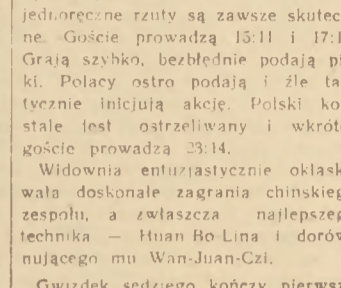 jednoręczne rzuty są zawsze skutec
ne. Goście prowadzą 15:11 i 17:1
Grają szybko, bezbłędnie podają pi
ki. Polacy ostro podają i źle ta
tycznie inicjują akcję. Polski ko
stale jest ostrzeliwany i wkrót
goście prowadzą 23:14.
Widownia entuzjastycznie oklask
wała doskonałe zagrania chińskieg
zespołu, a zwłaszcza najlepszeg
technika — Huan Bo Lina i dorów
nującego mu Wan-Juan-Czi.
Gwizdek sędziego kończy pierwsz